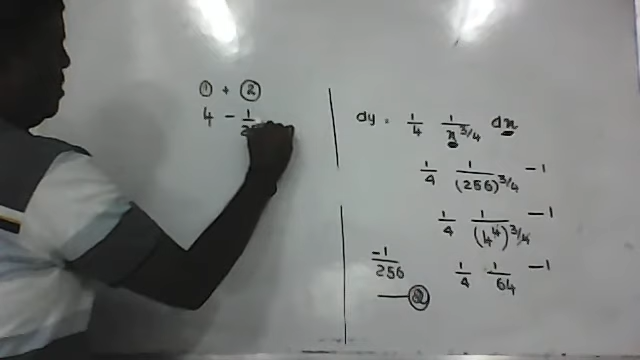 ① + ②
4 - 1/2
dy = 1/4 1/x^3/4 dx
1/4 1/(256)^3/4 -1
1/4 1/(4^4)^3/4 -1
1/4 1/64 -1
-1/256
—②